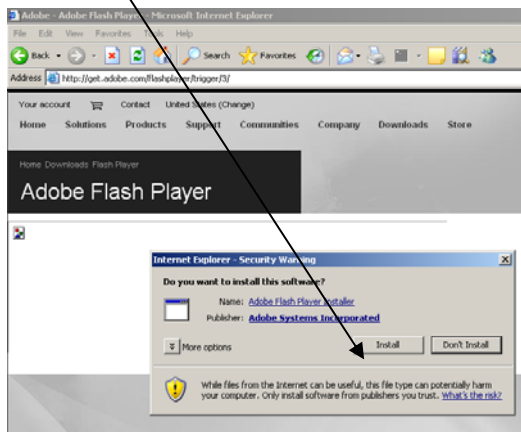 Adobe - Adobe Flash Player - Microsoft Internet Explorer
File Edit View Favorites Tools Help
Back Search Favorites
Address http://get.adobe.com/flashplayer/trigger/3/
Your account Contact United States (Change)
Home Solutions Products Support Communities Company Downloads Store
Home Downloads Flash Player
Adobe Flash Player
Internet Explorer - Security Warning
Do you want to install this software?
Name: Adobe Flash Player Installer
Publisher: Adobe Systems Incorporated
More options Install Don't Install
While files from the Internet can be useful, this file type can potentially harm
your computer. Only install software from publishers you trust. What's the risk?